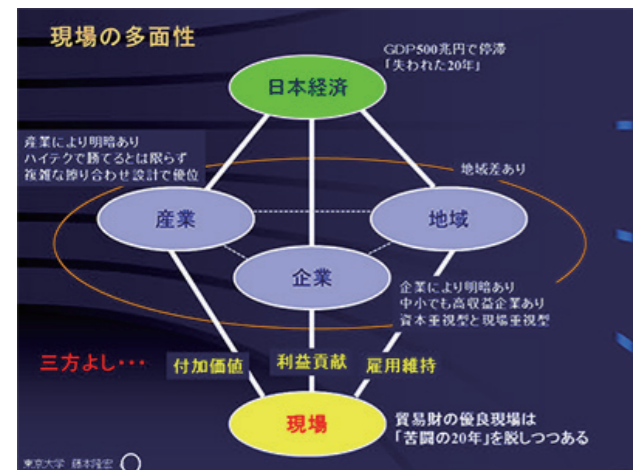 現場の多面性
GDP500兆円で停滞
「失われた20年」
日本経済
産業により明暗あり
ハイテクで勝てるとは限らず
複雑な擦り合わせ設計で優位
地域差あり
産業
地域
企業
企業により明暗あり
中小でも高収益企業あり
資本重視型と現場重視型
三方よし・・・
付加価値
利益貢献
雇用維持
現場
貿易財の優良現場は
「苦闘の20年」を脱しつつある
東京大学 藤本隆宏